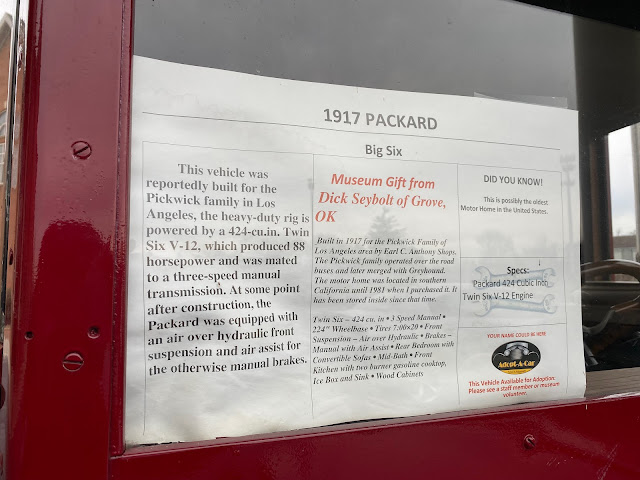 1917 PACKARD
Big Six
This vehicle was
reportedly built for the
Pickwick family in Los
Angeles, the heavy-duty rig is
powered by a 424-cu.in. Twin
Six V-12, which produced 88
horsepower and was mated
to a three-speed manual
transmission. At some point
after construction, the
Packard was equipped with
an air over hydraulic front
suspension and air assist for
the otherwise manual brakes.
Museum Gift from
Dick Seybolt of Grove,
OK
Built in 1917 for the Pickwick Family of
Los Angeles area by Earl C. Anthony Shops.
The Pickwick family operated over the road
buses and later merged with Greyhound.
The motor home was located in southern
California until 1981 when I purchased it. It
has been stored inside since that time.
Twin Six – 424 cu. in • 3 Speed Manual •
224" Wheelbase • Tires 7:00x20 • Front
Suspension – Air over Hydraulic • Brakes –
Manual with Air Assist • Rear Bedroom with
Convertible Sofas • Mid-Bath • Front
Kitchen with two burner gasoline cooktop,
Ice Box and Sink • Wood Cabinets
DID YOU KNOW!
This is possibly the oldest
Motor Home in the United States.
Specs:
Packard 424 Cubic Inch
Twin Six V-12 Engine
YOUR NAME COULD BE HERE
Adopt-A-Car
This Vehicle Available for Adoption.
Please see a staff member or museum
volunteer.